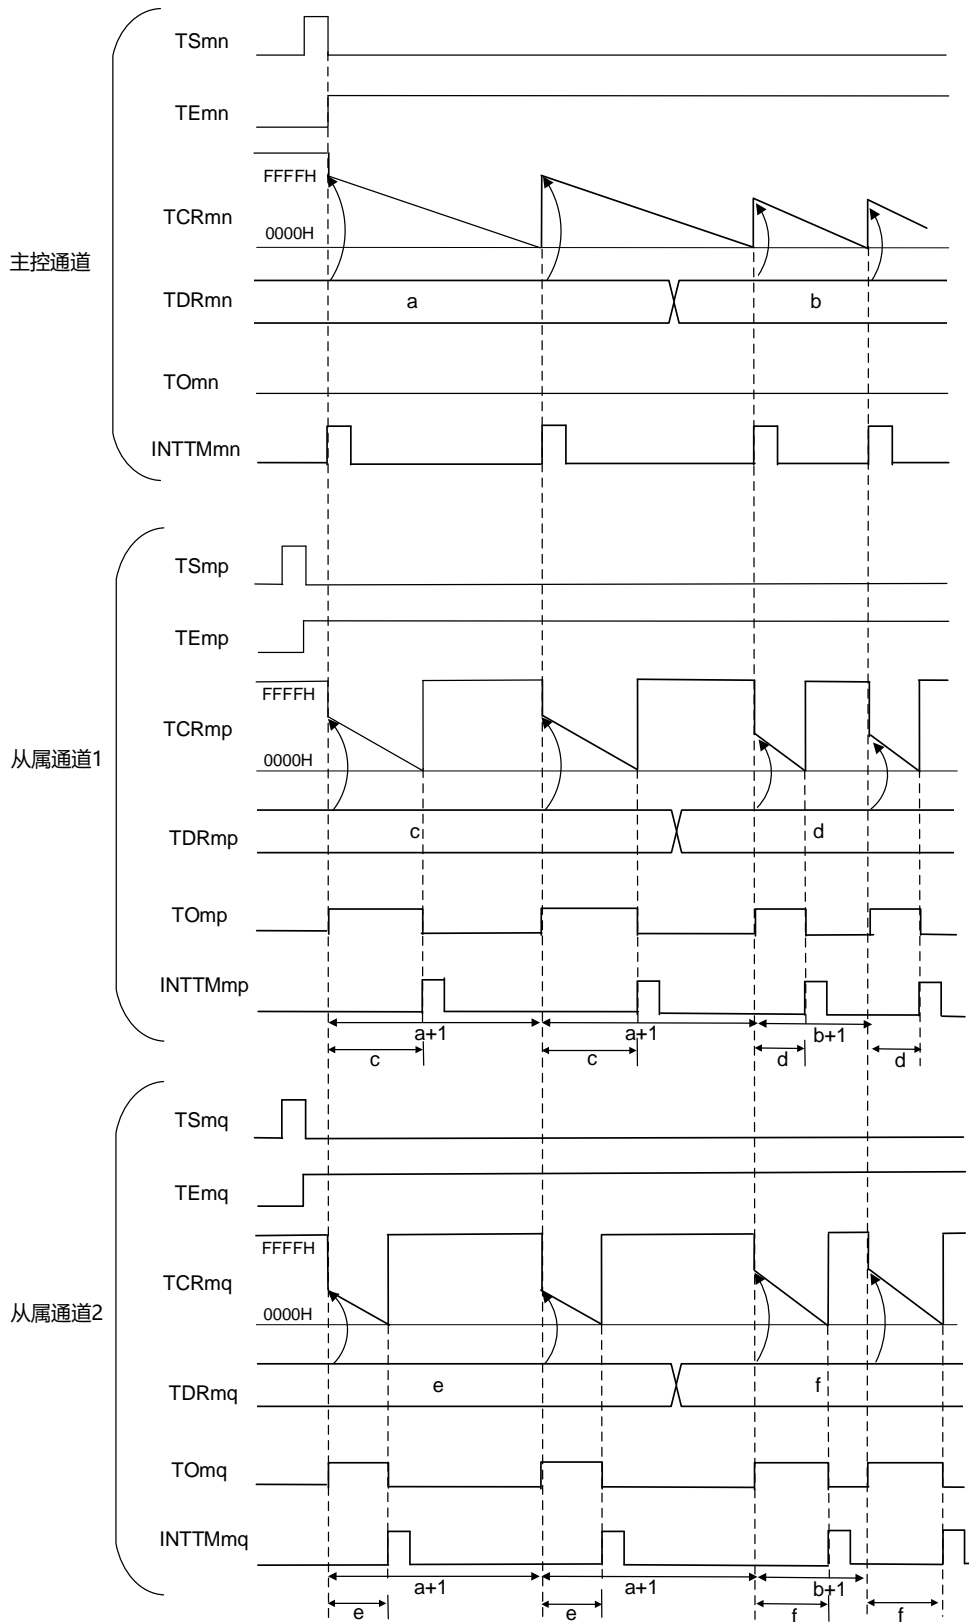 TSmn
TEmn
FFFFH
TCRmn
0000H
主控通道
TDRmn
a
b
TOmn
INTTMmn
TSmp
TEmp
FFFFH
TCRmp
0000H
从属通道1
TDRmp
c
d
TOmp
INTTMmp
a+1
a+1
b+1
c
c
d
d
TSmq
TEmq
FFFFH
TCRmq
0000H
从属通道2
TDRmq
e
f
TOmq
INTTMmq
a+1
a+1
b+1
e
e
f
f